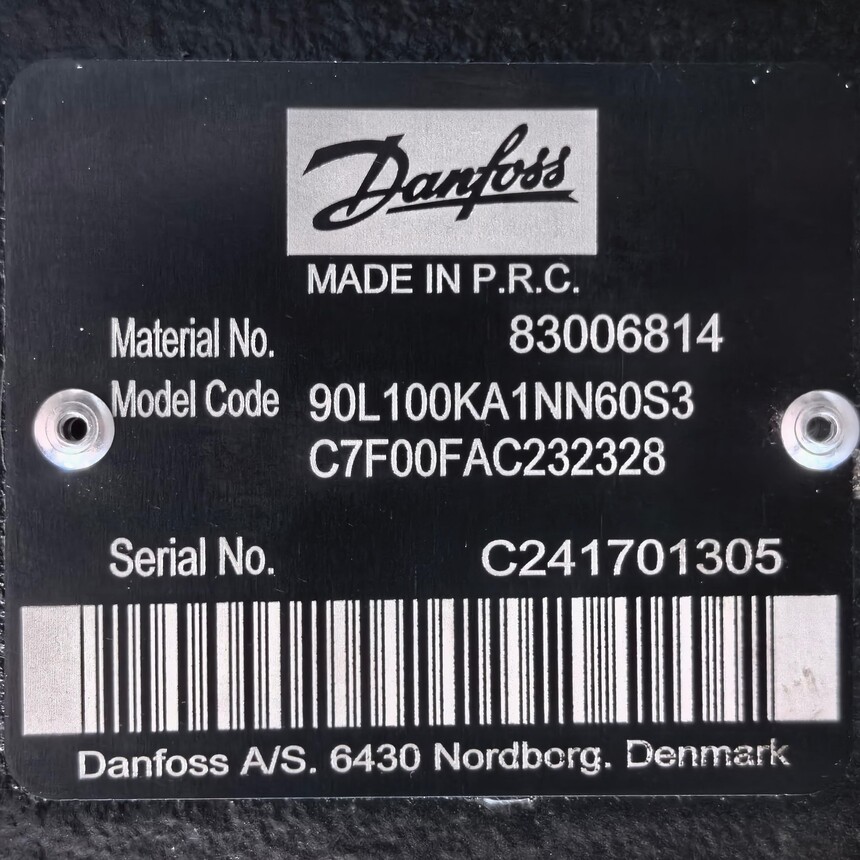 Danfoss
MADE IN P.R.C.
Material No. 83006814
Model Code 90L100KA1NN60S3
C7F00FAC232328
Serial No. C241701305
Danfoss A/S. 6430 Nordborg. Denmark